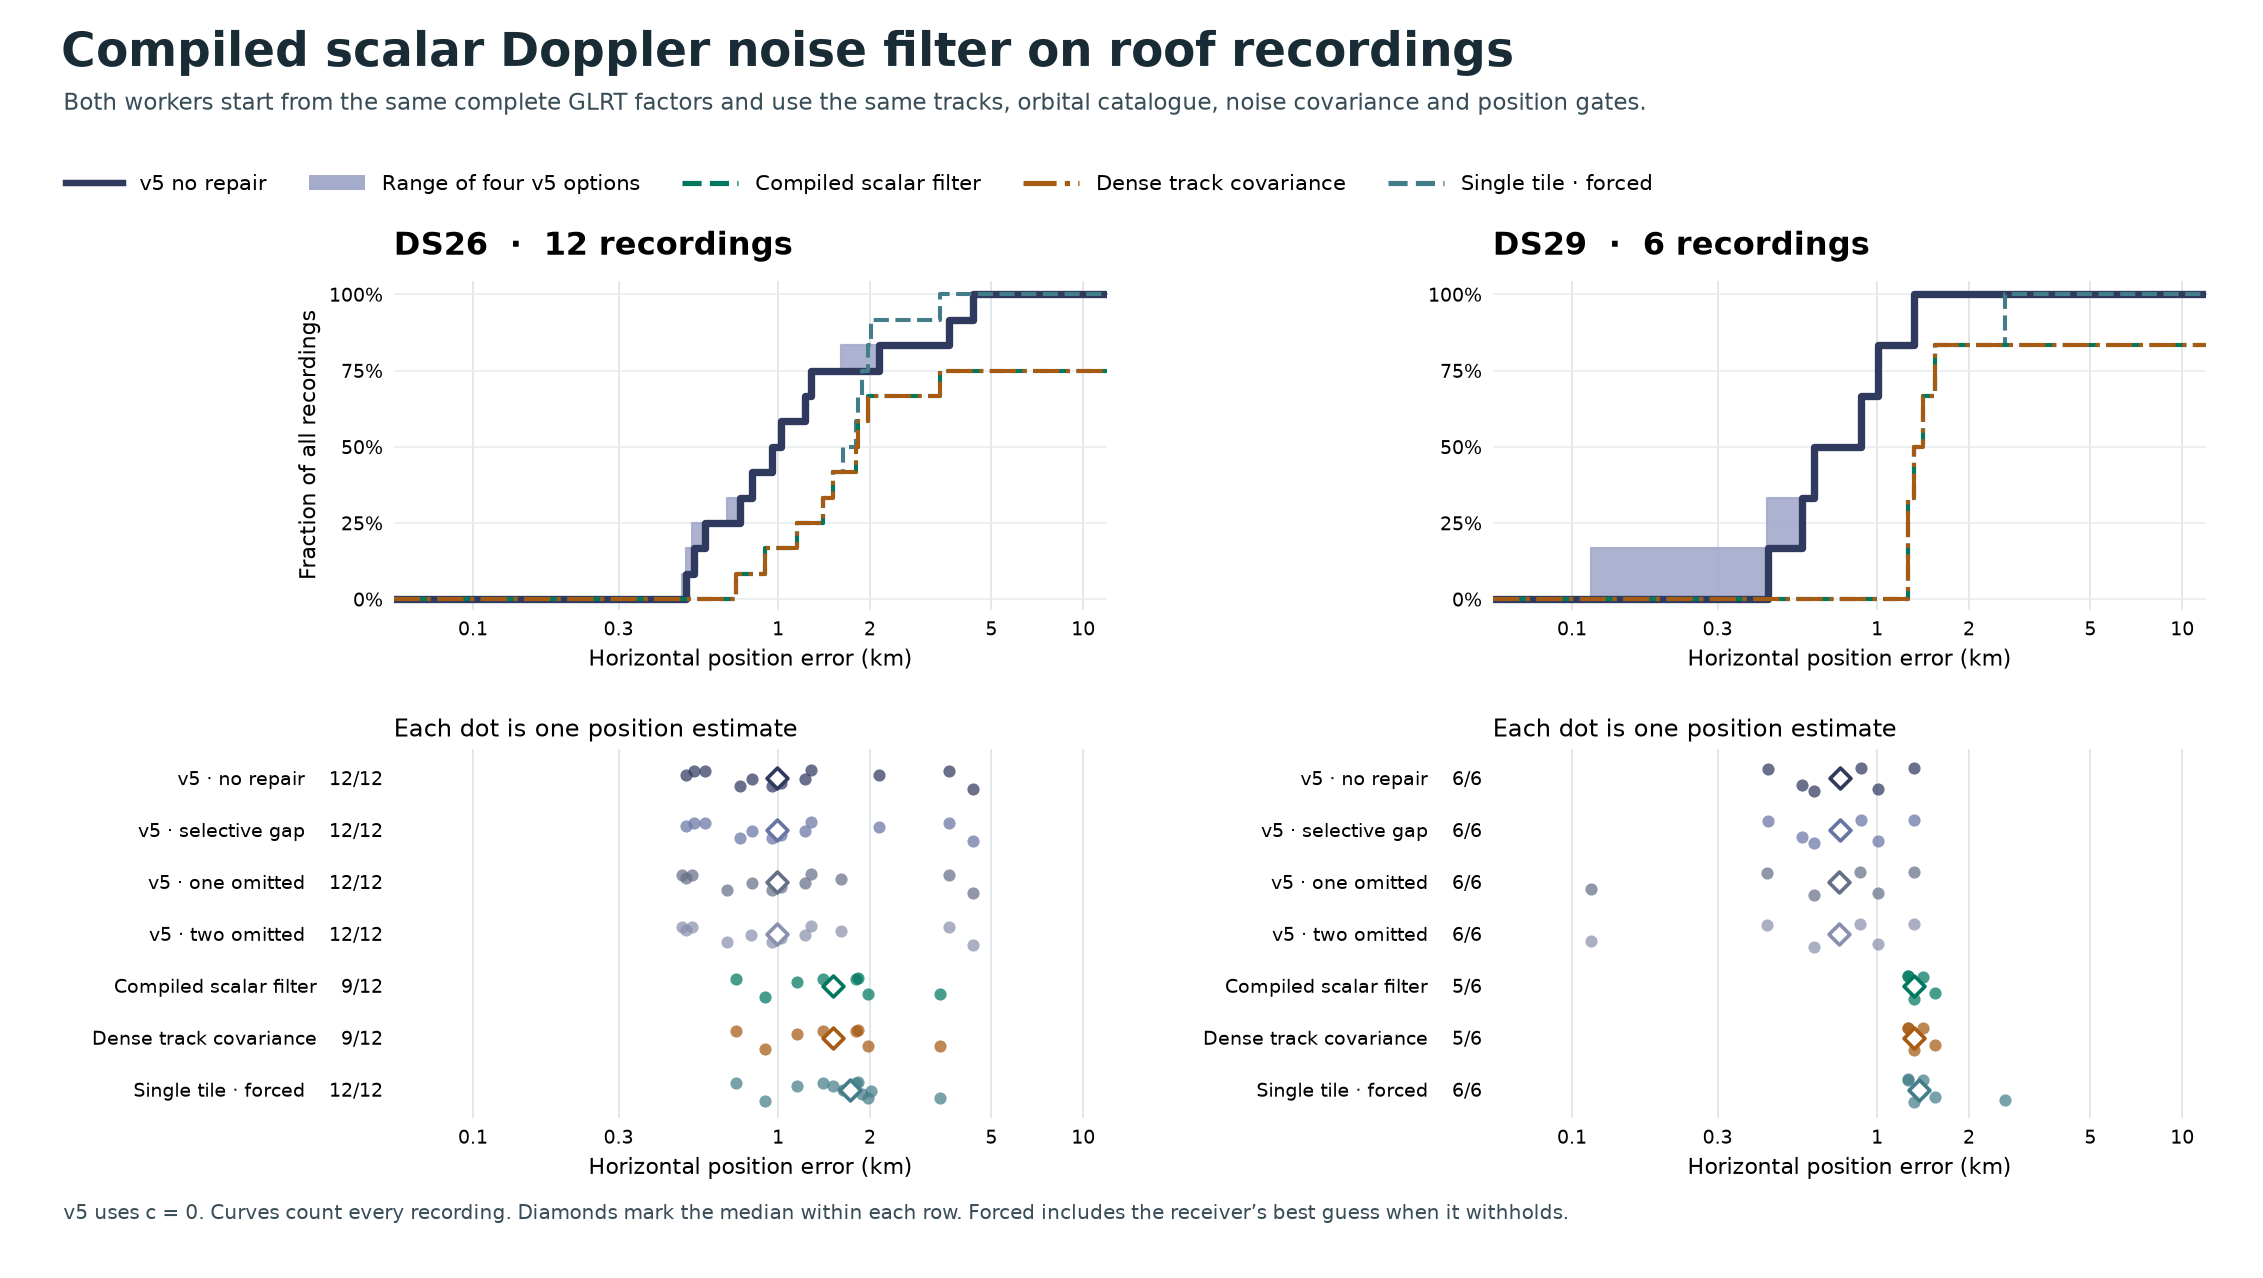 Compiled scalar Doppler noise filter on roof recordings
Both workers start from the same complete GLRT factors and use the same tracks, orbital catalogue, noise covariance and position gates.
v5 no repair Range of four v5 options Compiled scalar filter Dense track covariance Single tile · forced
DS26 · 12 recordings
Fraction of all recordings
100%
75%
50%
25%
0%
0.1 0.3 1 2 5 10
Horizontal position error (km)
DS29 · 6 recordings
100%
75%
50%
25%
0%
0.1 0.3 1 2 5 10
Horizontal position error (km)
Each dot is one position estimate
v5 · no repair 12/12
v5 · selective gap 12/12
v5 · one omitted 12/12
v5 · two omitted 12/12
Compiled scalar filter 9/12
Dense track covariance 9/12
Single tile · forced 12/12
0.1 0.3 1 2 5 10
Horizontal position error (km)
Each dot is one position estimate
v5 · no repair 6/6
v5 · selective gap 6/6
v5 · one omitted 6/6
v5 · two omitted 6/6
Compiled scalar filter 5/6
Dense track covariance 5/6
Single tile · forced 6/6
0.1 0.3 1 2 5 10
Horizontal position error (km)
v5 uses c = 0. Curves count every recording. Diamonds mark the median within each row. Forced includes the receiver’s best guess when it withholds.